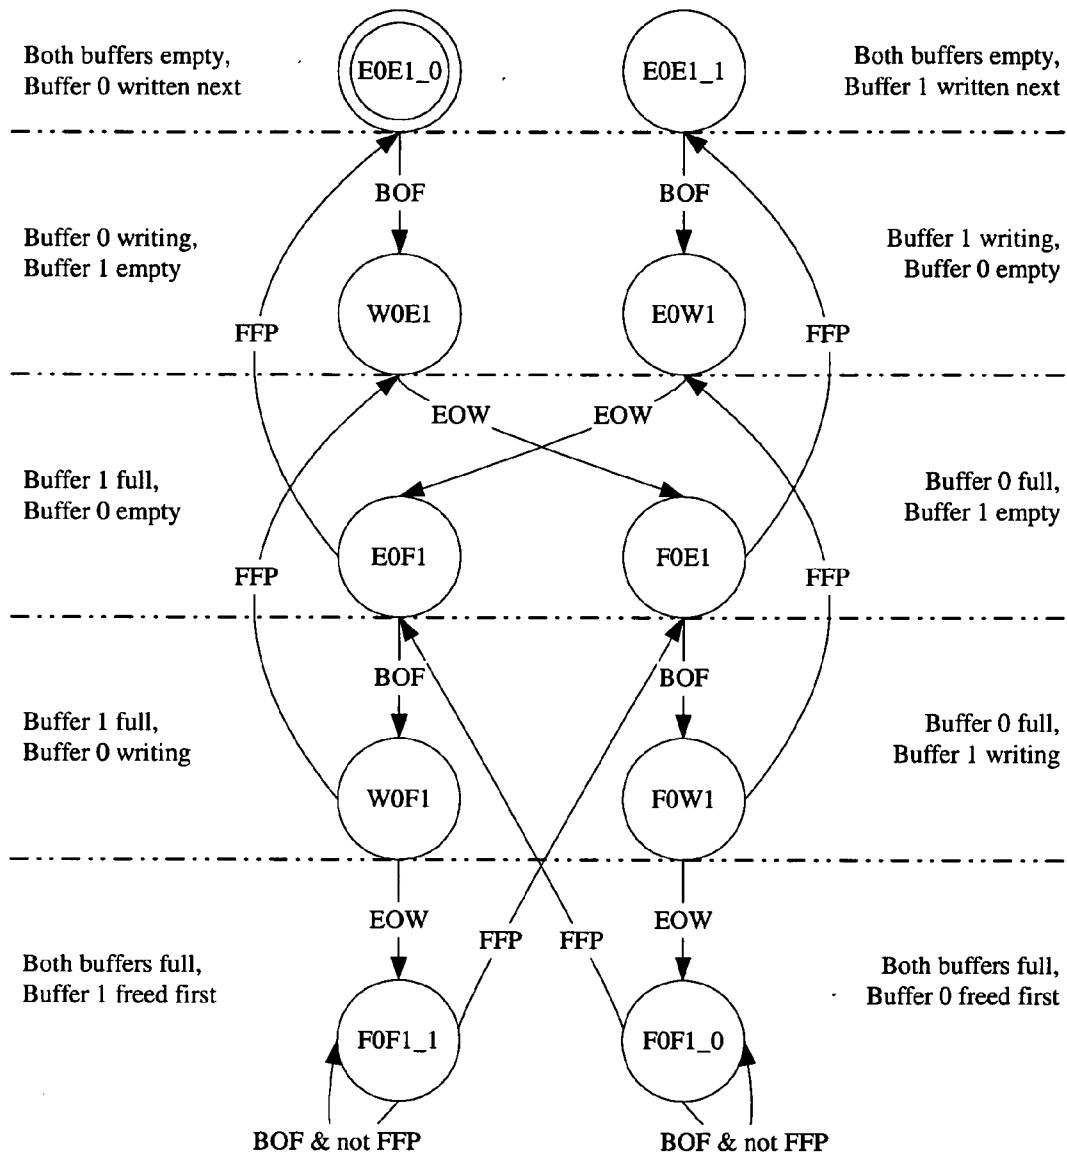 Both buffers empty,
Buffer 0 written next
E0E1_0
E0E1_1
Both buffers empty,
Buffer 1 written next
BOF
BOF
Buffer 0 writing,
Buffer 1 empty
Buffer 1 writing,
Buffer 0 empty
W0E1
E0W1
FFP
FFP
EOW
EOW
Buffer 1 full,
Buffer 0 empty
Buffer 0 full,
Buffer 1 empty
E0F1
F0E1
FFP
FFP
BOF
BOF
Buffer 1 full,
Buffer 0 writing
Buffer 0 full,
Buffer 1 writing
W0F1
F0W1
EOW
EOW
FFP
FFP
Both buffers full,
Buffer 1 freed first
Both buffers full,
Buffer 0 freed first
F0F1_1
F0F1_0
BOF & not FFP
BOF & not FFP